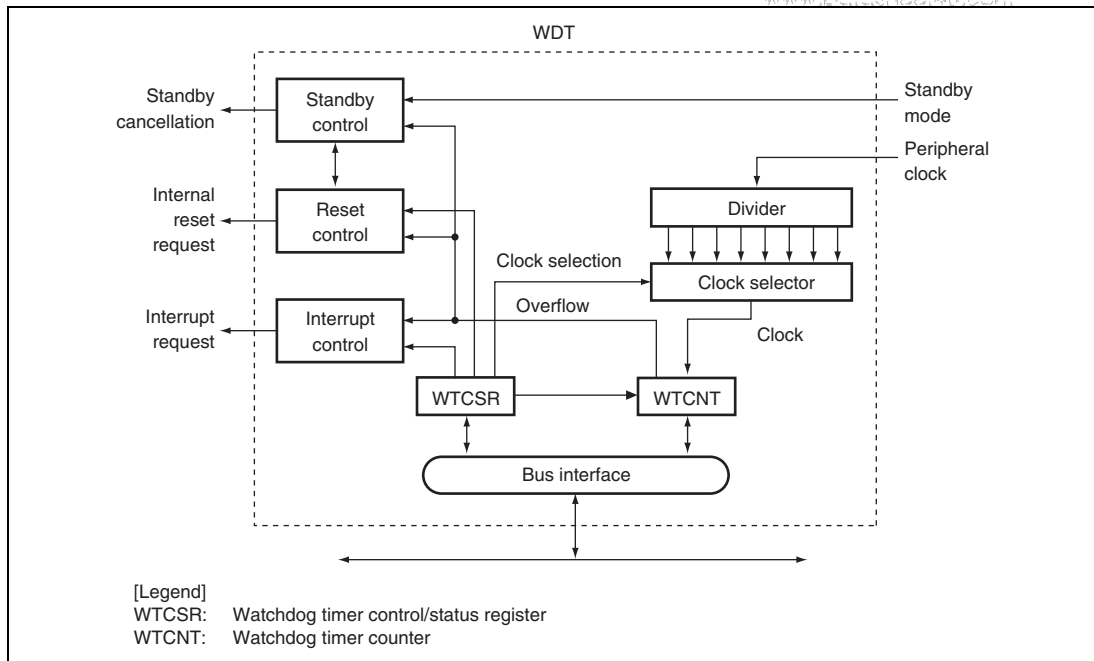 WDT
Standby
cancellation
Standby
control
Standby
mode
Peripheral
clock
Internal
reset
request
Reset
control
Divider
Clock selection
Clock selector
Overflow
Interrupt
request
Interrupt
control
Clock
WTCSR
WTCNT
Bus interface
[Legend]
WTCSR: Watchdog timer control/status register
WTCNT: Watchdog timer counter